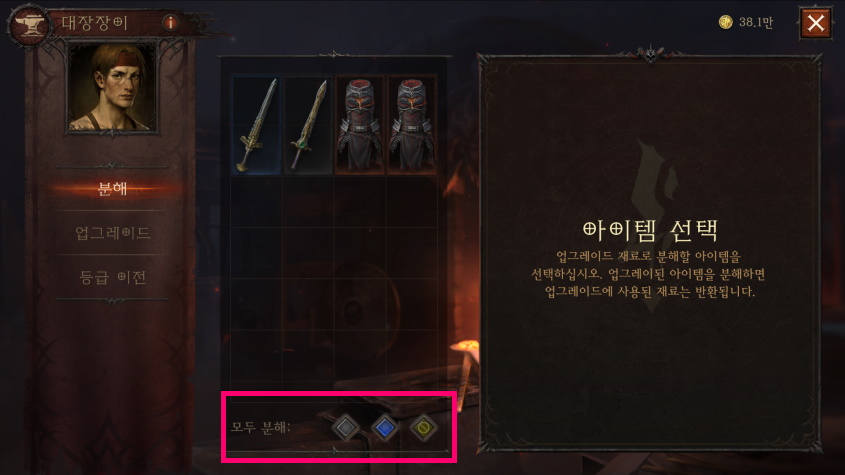 대장장이
38.1만
분해
업그레이드
등급 이전
아이템 선택
업그레이드 재료로 분해할 아이템을
선택하십시오. 업그레이된 아이템을 분해하면
업그레이드에 사용된 재료는 반환됩니다.
모두 분해: